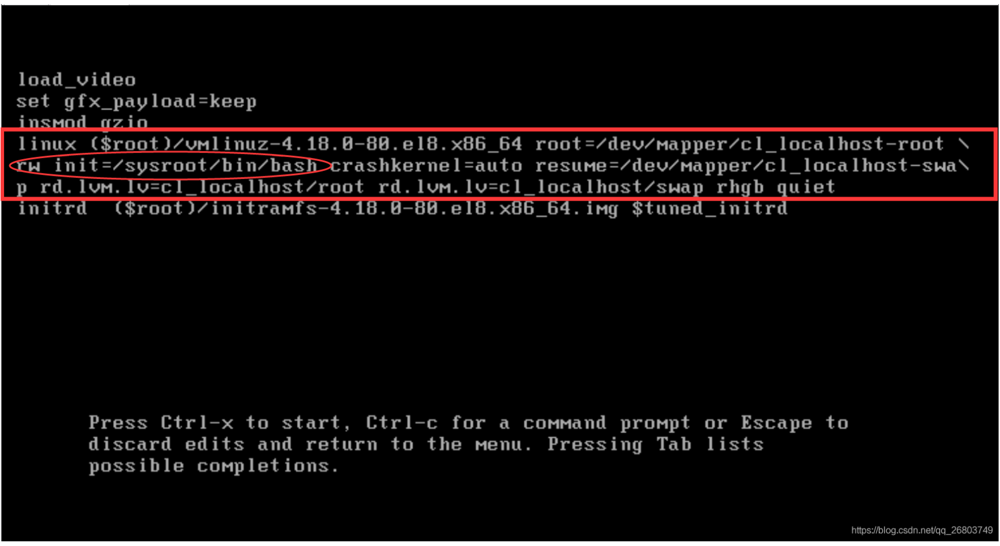 load_video
set gfx_payload=keep
insmod gzio
linux ($root)/vmlinuz-4.18.0-80.el8.x86_64 root=/dev/mapper/cl_localhost-root \
rw init=/sysroot/bin/bash crashkernel=auto resume=/dev/mapper/cl_localhost-swa\
p rd.lvm.lv=cl_localhost/root rd.lvm.lv=cl_localhost/swap rhgb quiet
initrd  ($root)/initramfs-4.18.0-80.el8.x86_64.img $tuned_initrd
Press Ctrl-x to start, Ctrl-c for a command prompt or Escape to
discard edits and return to the menu. Pressing Tab lists
possible completions.
https://blog.csdn.net/qq_26803749